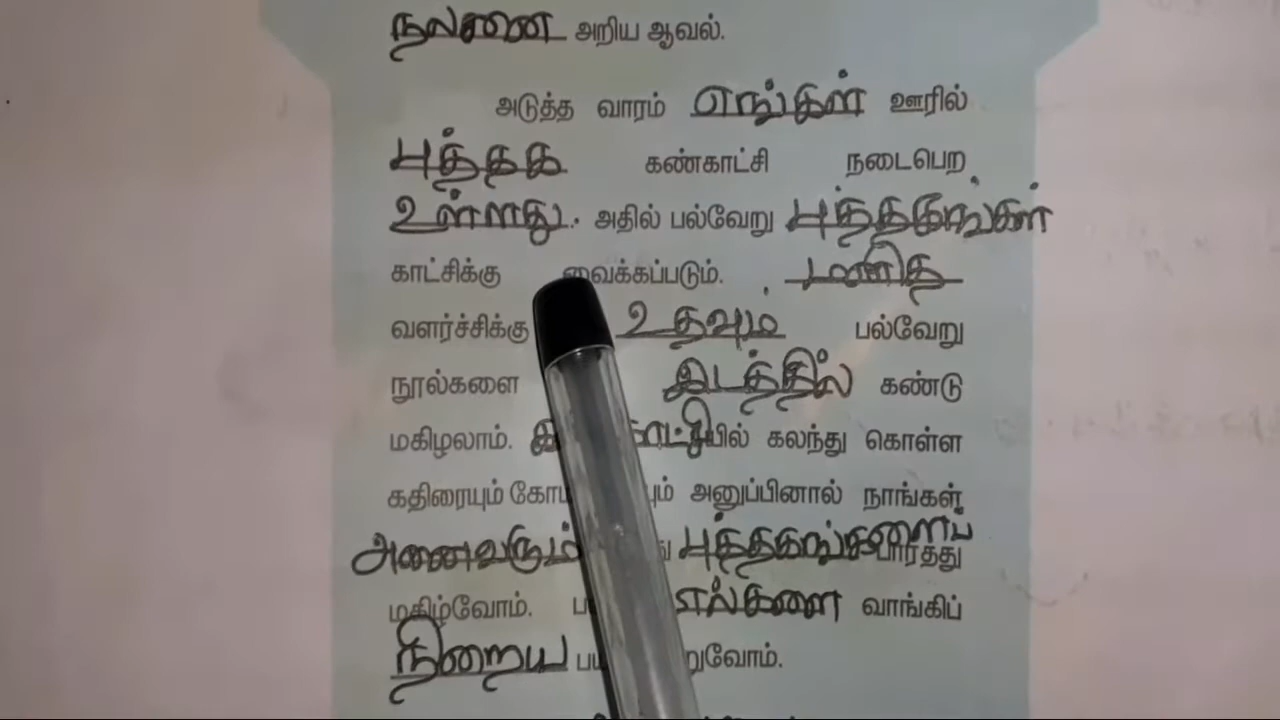 நலனை அறிய ஆவல்.
அடுத்த வாரம் எங்கள் ஊரில்
புத்தக கண்காட்சி நடைபெற
உள்ளது. அதில் பல்வேறு புத்தகங்கள்
காட்சிக்கு வைக்கப்படும். மனித
வளர்ச்சிக்கு உதவும் பல்வேறு
நூல்களை இடத்தில் கண்டு
மகிழலாம். கலந்து கொள்ள
கதிரையும் அனுப்பினால் நாங்கள்
அனைவரும் புத்தகங்களைப் பார்த்து
மகிழ்வோம். வாங்கிப்
நிறைய